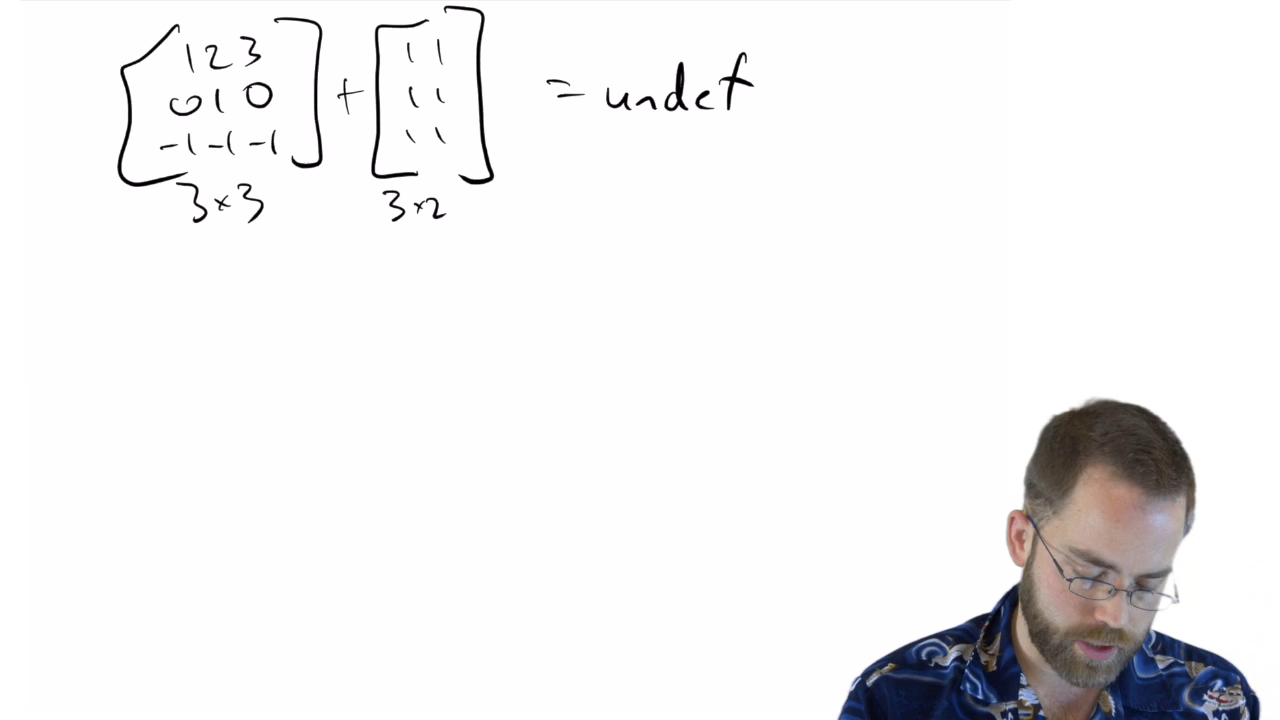 1 2 3 1 1
0 1 0 + 1 1 = undef
-1 -1 -1 1 1
3×3 3×2